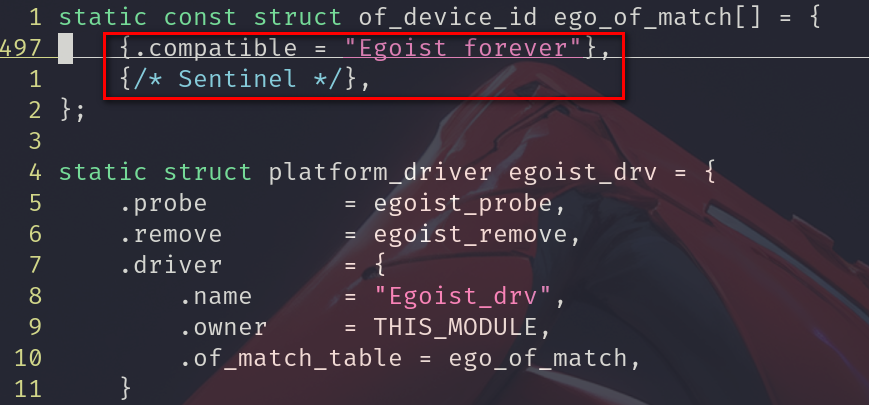 1 static const struct of_device_id ego_of_match[] = {
497     {.compatible = "Egoist forever"},
1     {/* Sentinel */},
2 };
3
4 static struct platform_driver egoist_drv = {
5     .probe         = egoist_probe,
6     .remove        = egoist_remove,
7     .driver        = {
8         .name      = "Egoist_drv",
9         .owner     = THIS_MODULE,
10         .of_match_table = ego_of_match,
11     }